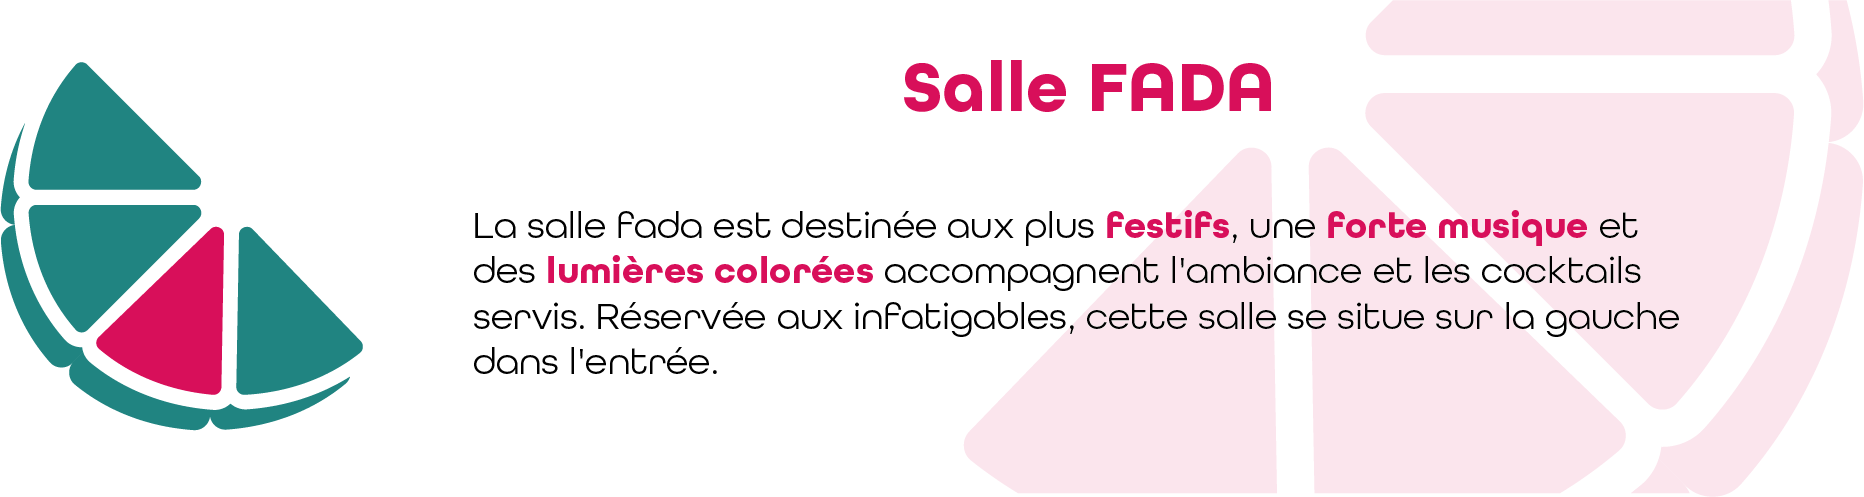 Salle FADA
La salle fada est destinée aux plus festifs, une forte musique et
des lumières colorées accompagnent l'ambiance et les cocktails
servis. Réservée aux infatigables, cette salle se situe sur la gauche
dans l'entrée.